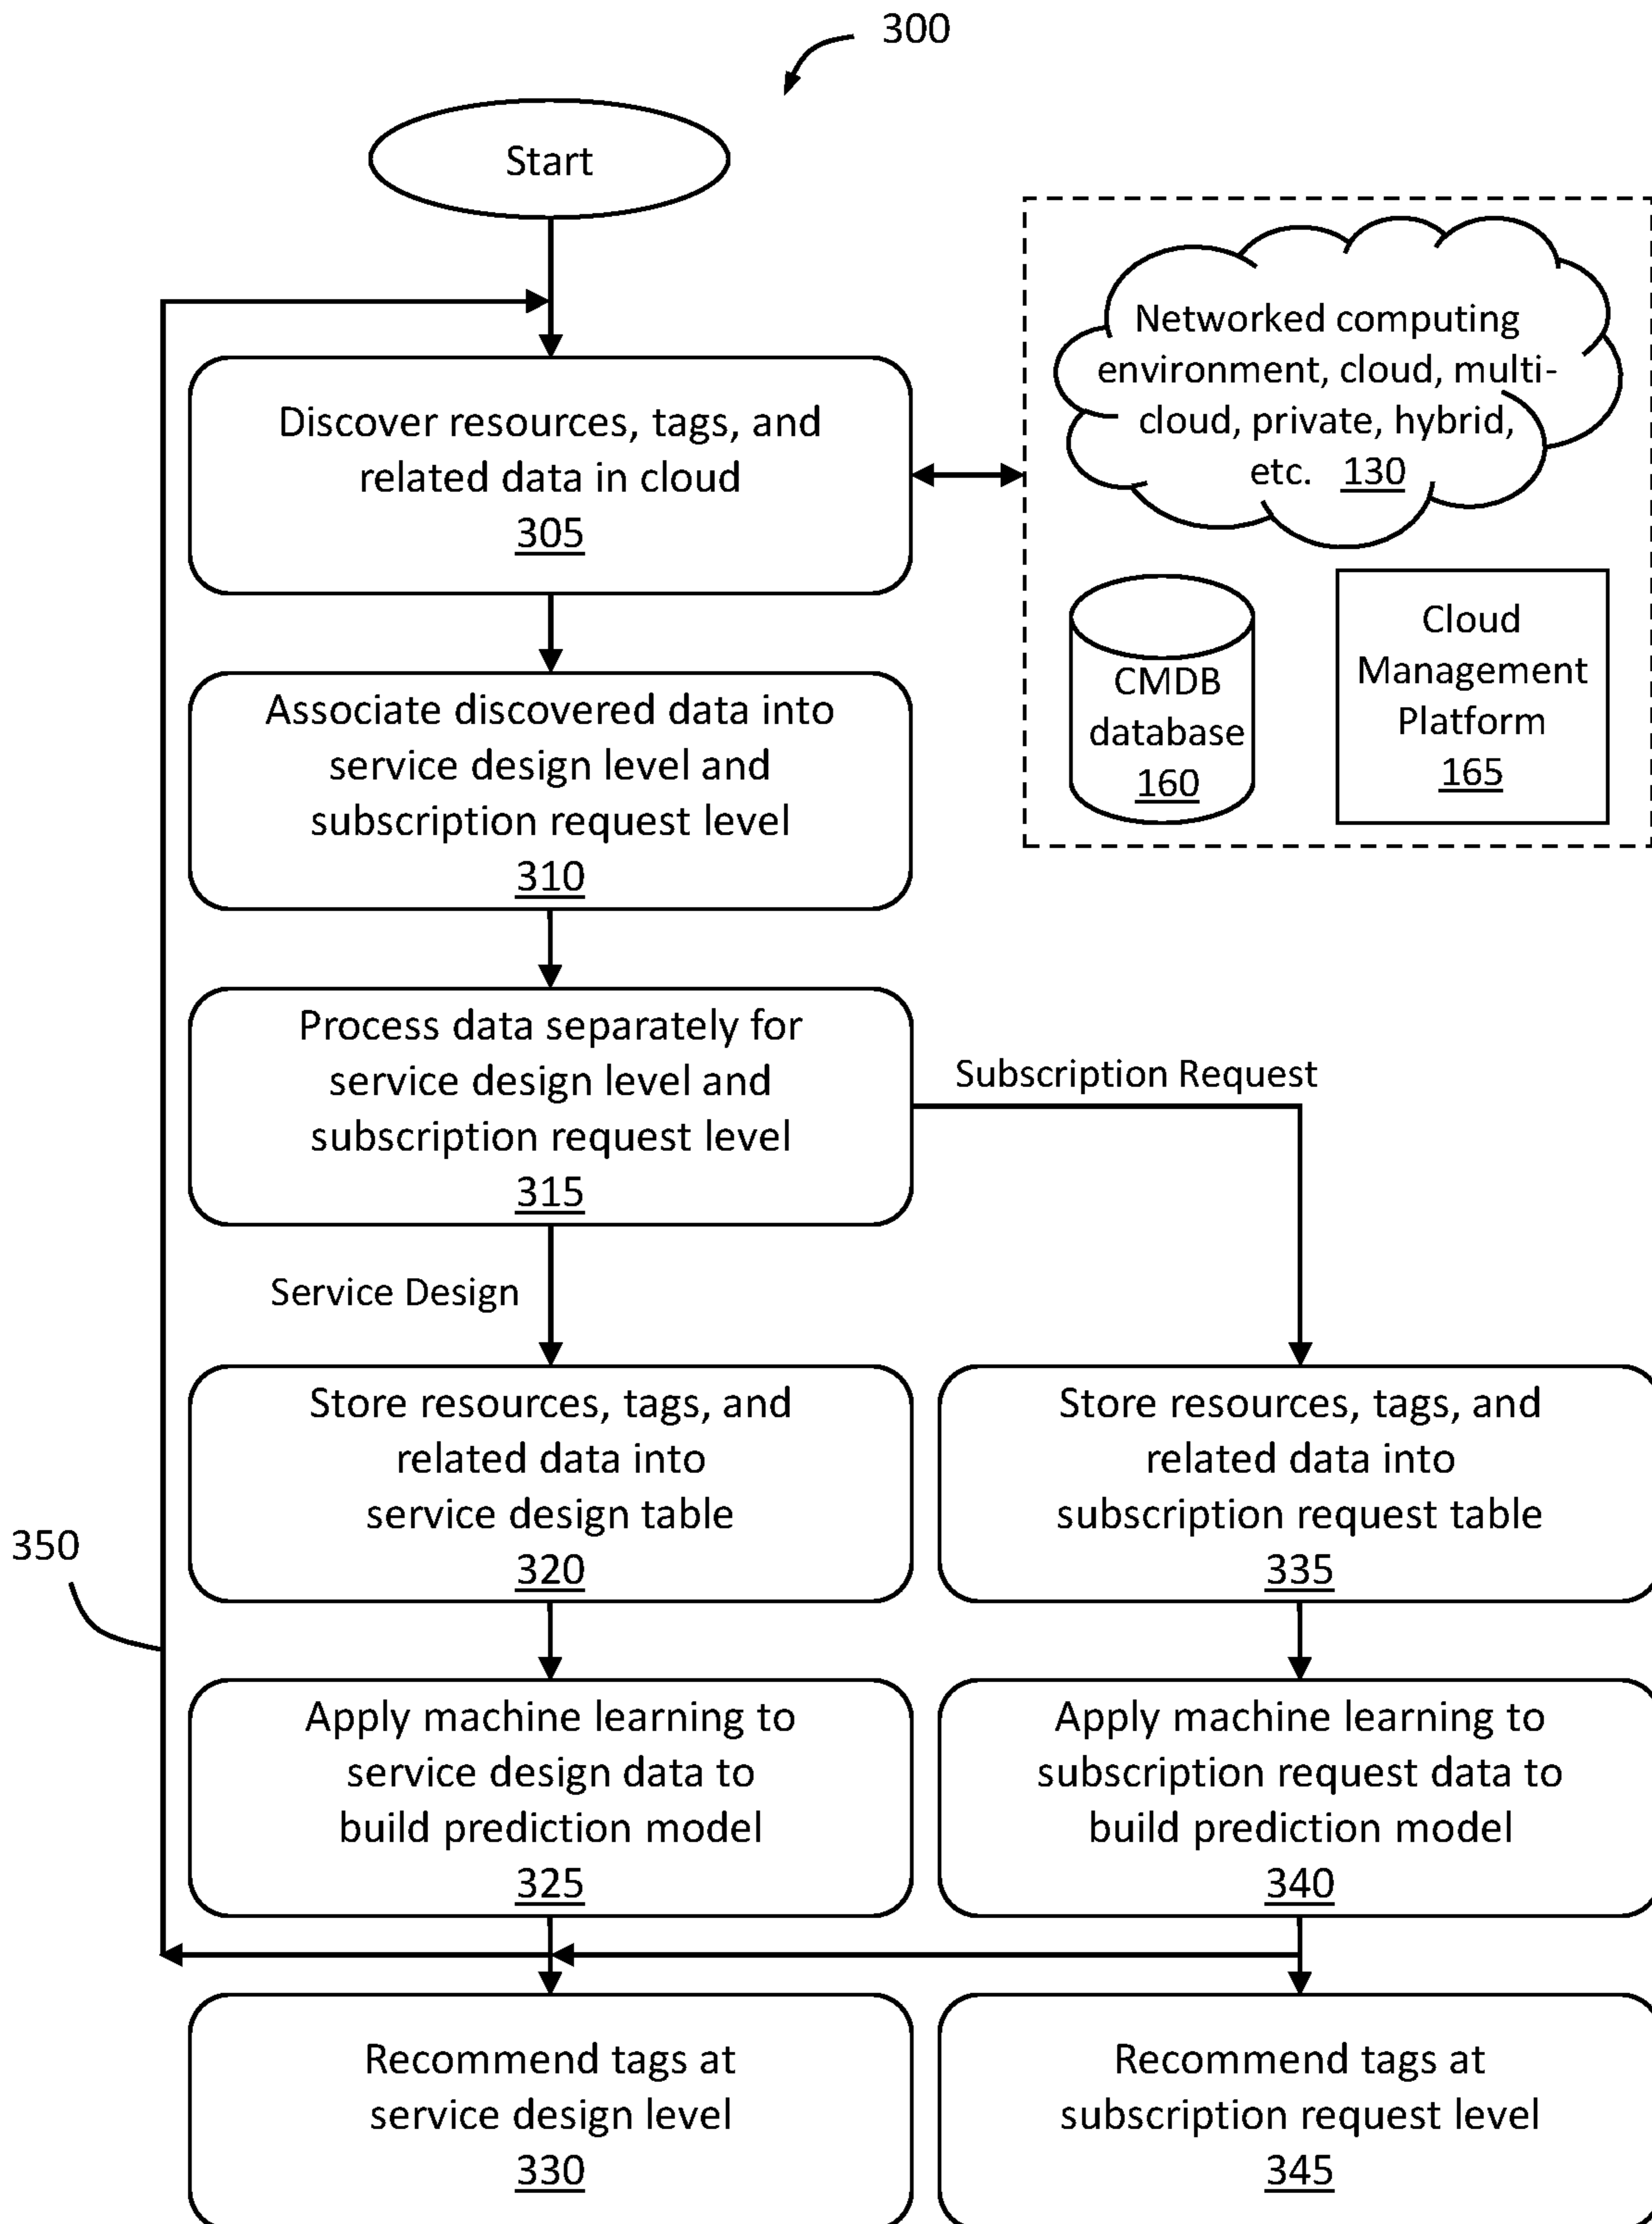 300
Start
Networked computing
environment, cloud, multi-
cloud, private, hybrid,
etc. 130
Discover resources, tags, and
related data in cloud
305
CMDB
database
160
Cloud
Management
Platform
165
Associate discovered data into
service design level and
subscription request level
310
Process data separately for
service design level and
subscription request level
315
Subscription Request
Service Design
Store resources, tags, and
related data into
service design table
320
Store resources, tags, and
related data into
subscription request table
335
350
Apply machine learning to
service design data to
build prediction model
325
Apply machine learning to
subscription request data to
build prediction model
340
Recommend tags at
service design level
330
Recommend tags at
subscription request level
345